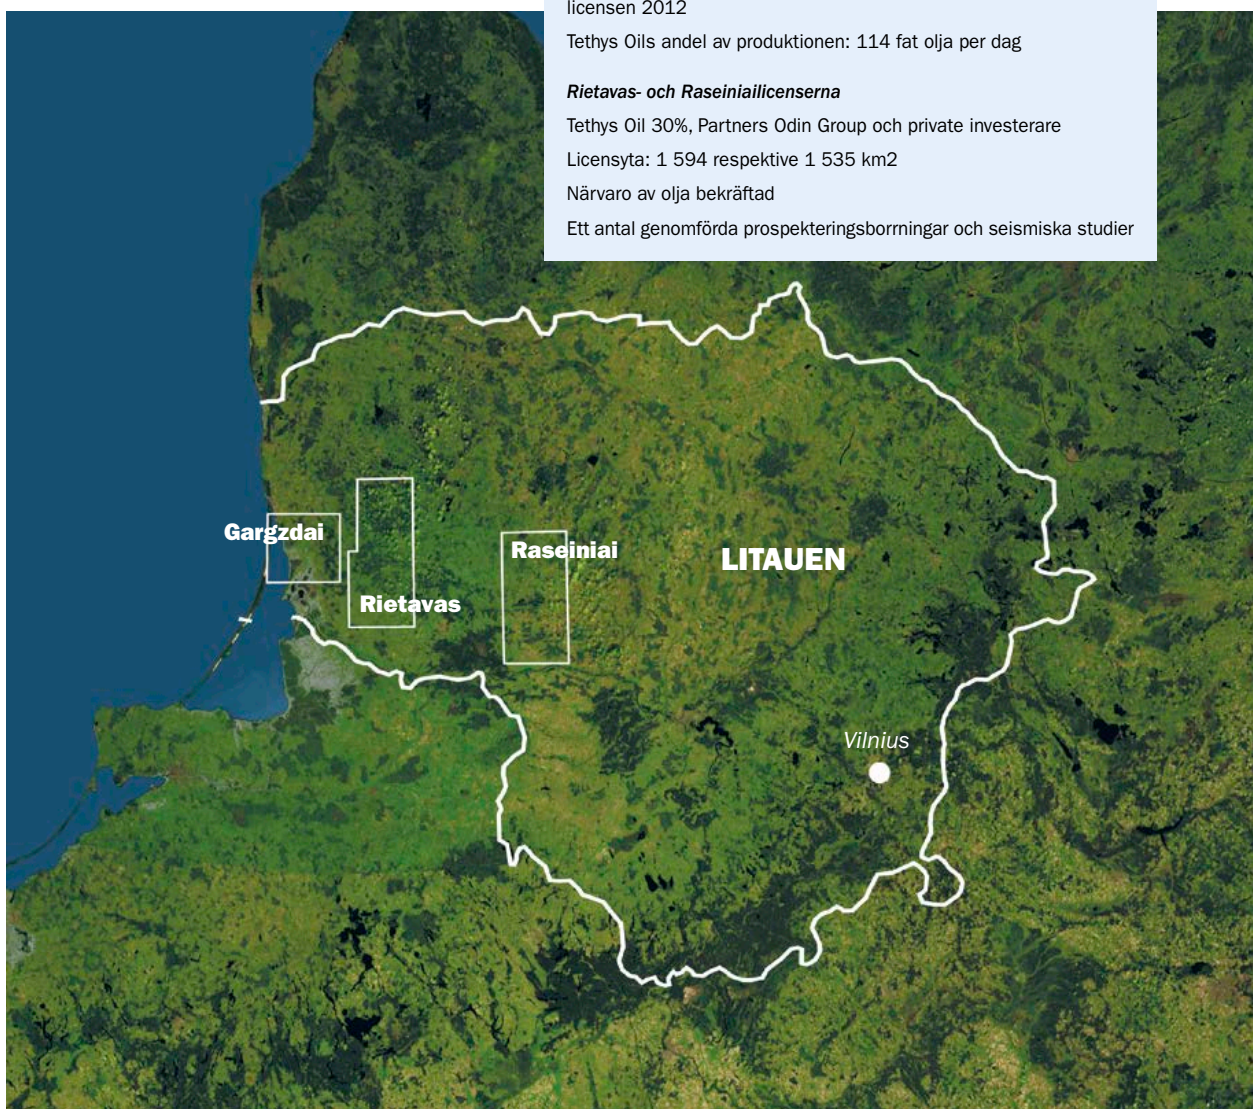 licensen 2012
Tethys Oils andel av produktionen: 114 fat olja per dag
Rietavas- och Raseiniailicenserna
Tethys Oil 30%, Partners Odin Group och private investerare
Licensyta: 1 594 respektive 1 535 km2
Närvaro av olja bekräftad
Ett antal genomförda prospekteringsborrningar och seismiska studier
Gargzdai
Raseiniai
LITAUEN
Rietavas
Vilnius